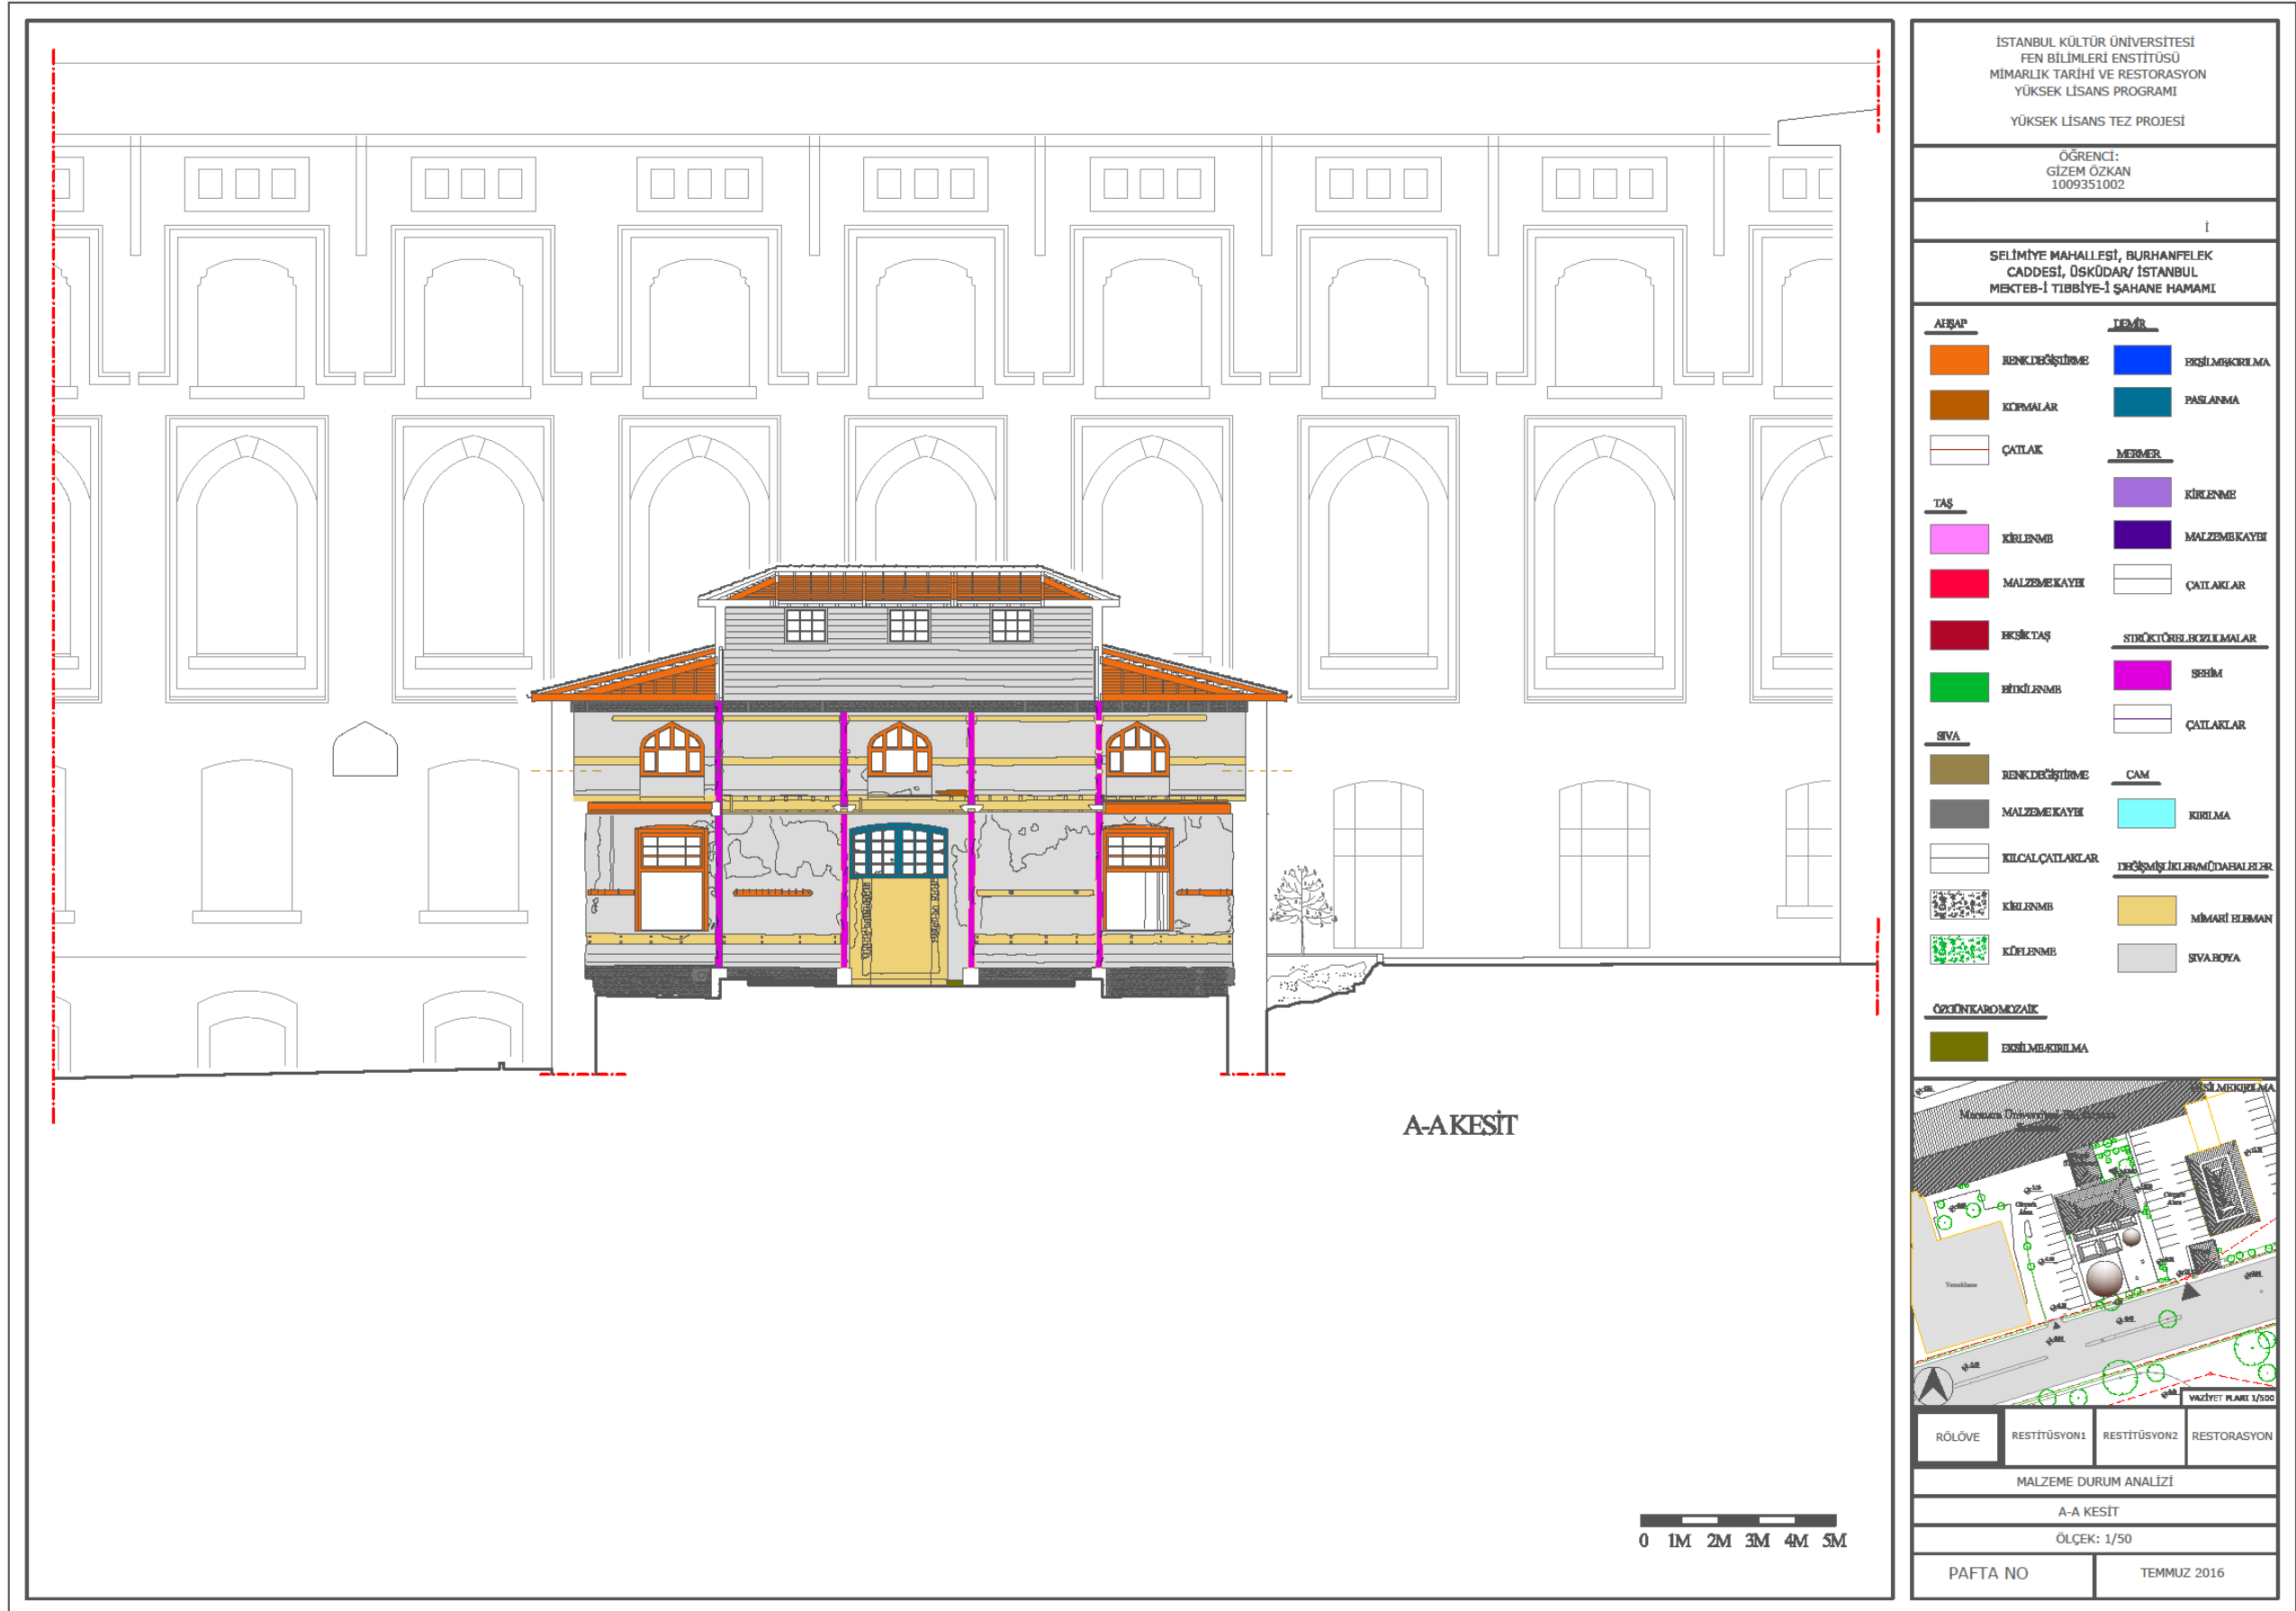 İSTANBUL KÜLTÜR ÜNİVERSİTESİ
FEN BİLİMLERİ ENSTİTÜSÜ
MİMARLIK TARİHİ VE RESTORASYON
YÜKSEK LİSANS PROGRAMI
YÜKSEK LİSANS TEZ PROJESİ
ÖĞRENCİ:
GİZEM ÖZKAN
1009351002
İ
SELİMİYE MAHALLESİ, BURHANFELEK
CADDESİ, ÜSKÜDAR/ İSTANBUL
MEKTEB-İ TIBBİYE-İ ŞAHANE HAMAMI
AHŞAP
RENK DEĞİŞTİRME
KOPMALAR
ÇATLAK
TAŞ
KİRLENME
MALZEME KAYBI
EKSİK TAŞ
BİTKİLENME
SIVA
RENK DEĞİŞTİRME
MALZEME KAYBI
KILCAL ÇATLAKLAR
KİRLENME
KÜFLENME
ÖZGÜN KARO MOZAİK
EKSİLME/KIRILMA
DEMİR
EKSİLME/KIRILMA
PASLANMA
MERMER
KİRLENME
MALZEME KAYBI
ÇATLAKLAR
STRÜKTÜREL BOZULMALAR
ŞEHİM
ÇATLAKLAR
CAM
KIRILMA
DEĞİŞMİŞLİKLER/MÜDAHALELER
MİMARİ ELEMAN
SIVA BOYA
A-A KESİT
0 1M 2M 3M 4M 5M
Yemekhane
VAZİYET PLANI 1/500
RÖLÖVE
RESTİTÜSYON1
RESTİTÜSYON2
RESTORASYON
MALZEME DURUM ANALİZİ
A-A KESİT
ÖLÇEK: 1/50
PAFTA NO
TEMMUZ 2016